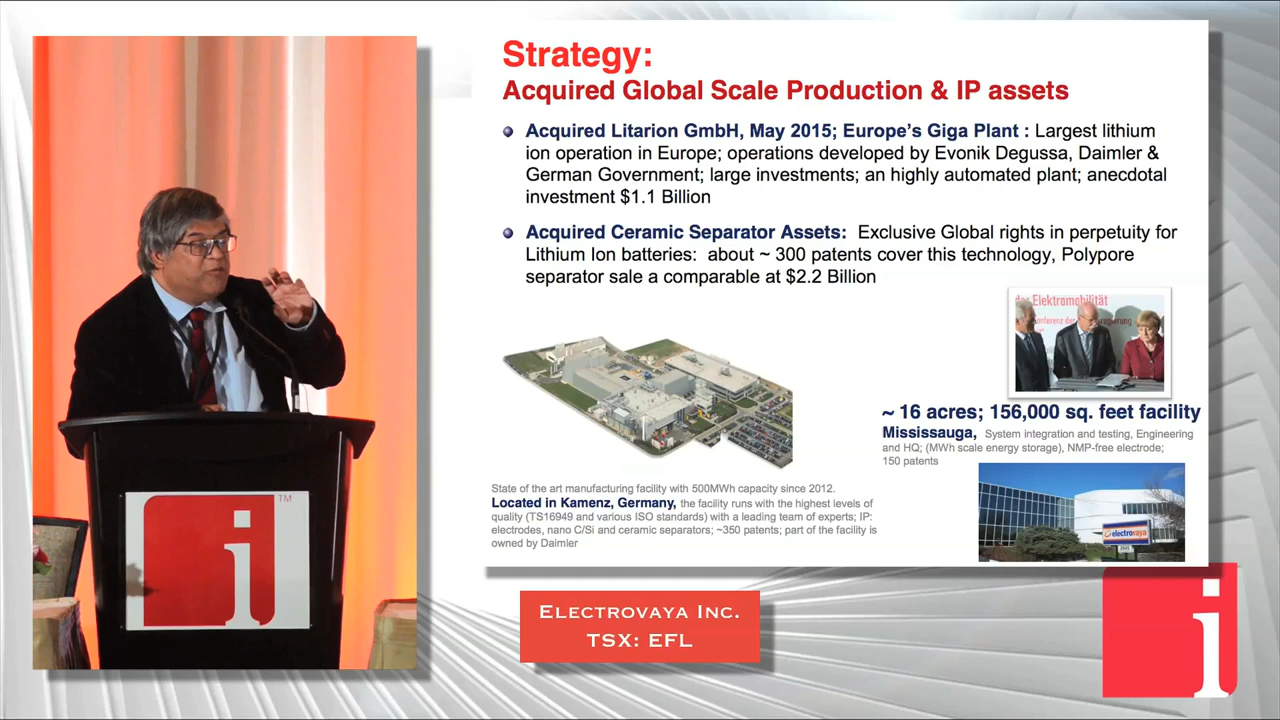 Strategy:
Acquired Global Scale Production & IP assets
Acquired Litarion GmbH, May 2015; Europe's Giga Plant : Largest lithium
ion operation in Europe; operations developed by Evonik Degussa, Daimler &
German Government; large investments; an highly automated plant; anecdotal
investment $1.1 Billion
Acquired Ceramic Separator Assets: Exclusive Global rights in perpetuity for
Lithium Ion batteries: about ~ 300 patents cover this technology, Polypore
separator sale a comparable at $2.2 Billion
der Elektromobilität
~ 16 acres; 156,000 sq. feet facility
Mississauga, System integration and testing, Engineering
and HQ; (MWh scale energy storage), NMP-free electrode;
150 patents
State of the art manufacturing facility with 500MWh capacity since 2012.
Located in Kamenz, Germany, the facility runs with the highest levels of
quality (TS16949 and various ISO standards) with a leading team of experts; IP:
electrodes, nano C/Si and ceramic separators; ~350 patents; part of the facility is
owned by Daimler
electrovaya
i
TM
Electrovaya Inc.
TSX: EFL
i